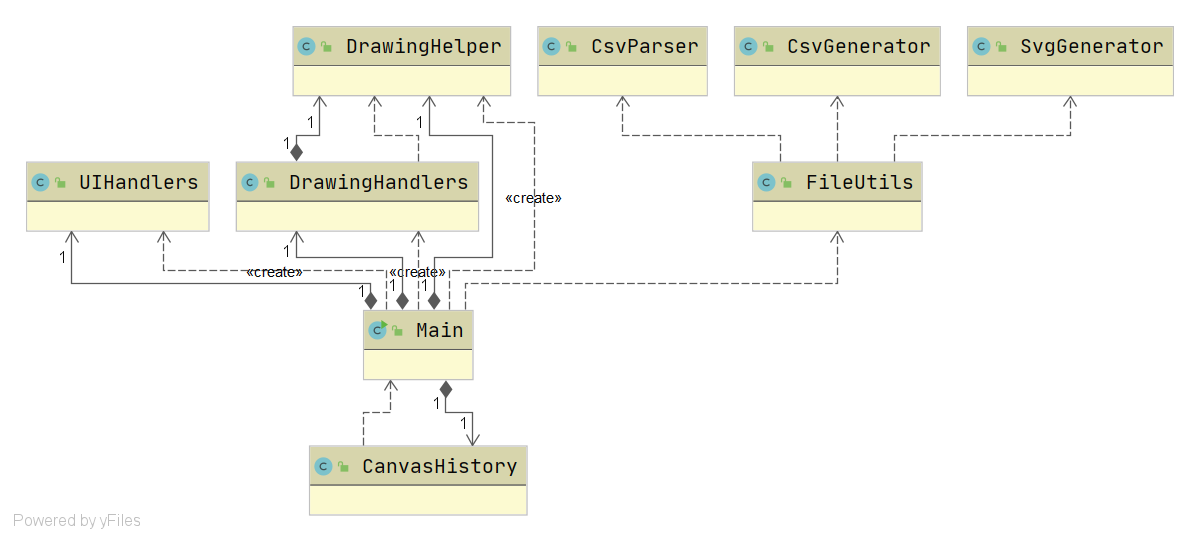 DrawingHelper
CsvParser
CsvGenerator
SvgGenerator
1
1
1
UIHandlers
DrawingHandlers
FileUtils
«create»
1
1
«create»
«create»
1
1
1
Main
1
1
CanvasHistory
Powered by yFiles